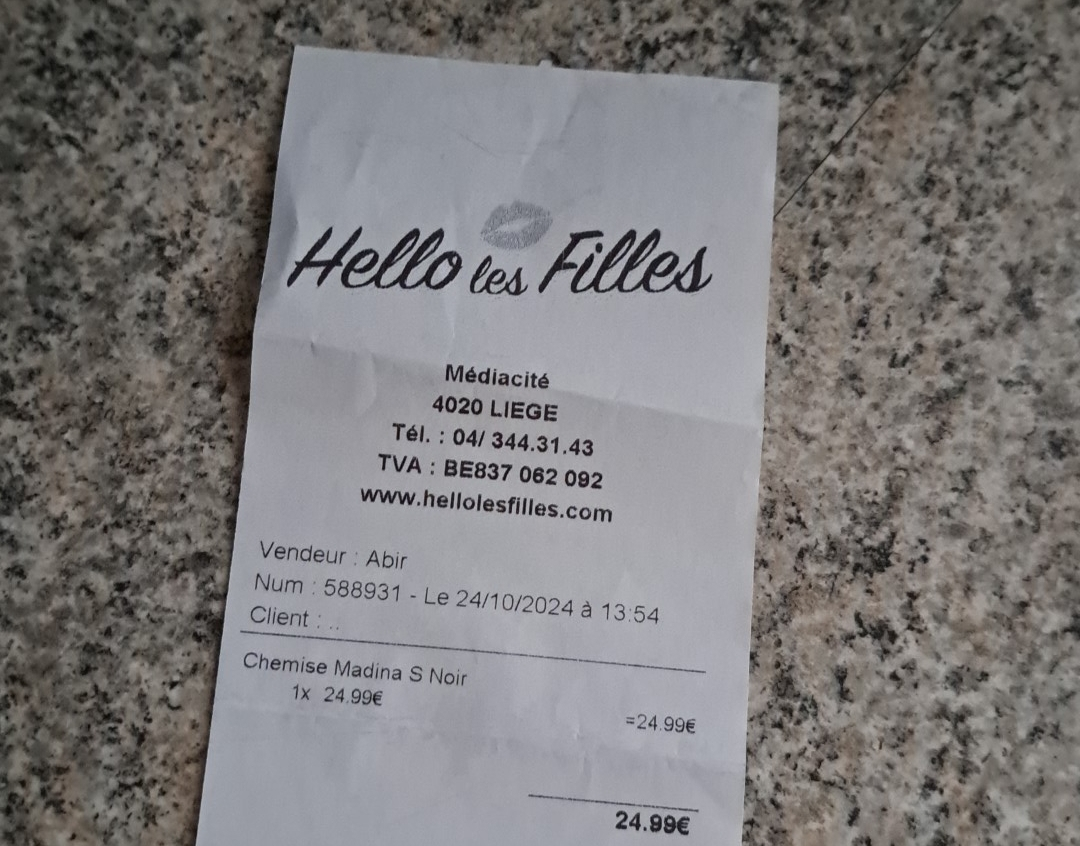 Hello les Filles
Médiacité
4020 LIEGE
Tél. : 04/ 344.31.43
TVA : BE837 062 092
www.hellolesfilles.com
Vendeur : Abir
Num : 588931 - Le 24/10/2024 à 13:54
Client : ..
Chemise Madina S Noir
1x 24.99€
=24.99€
24.99€